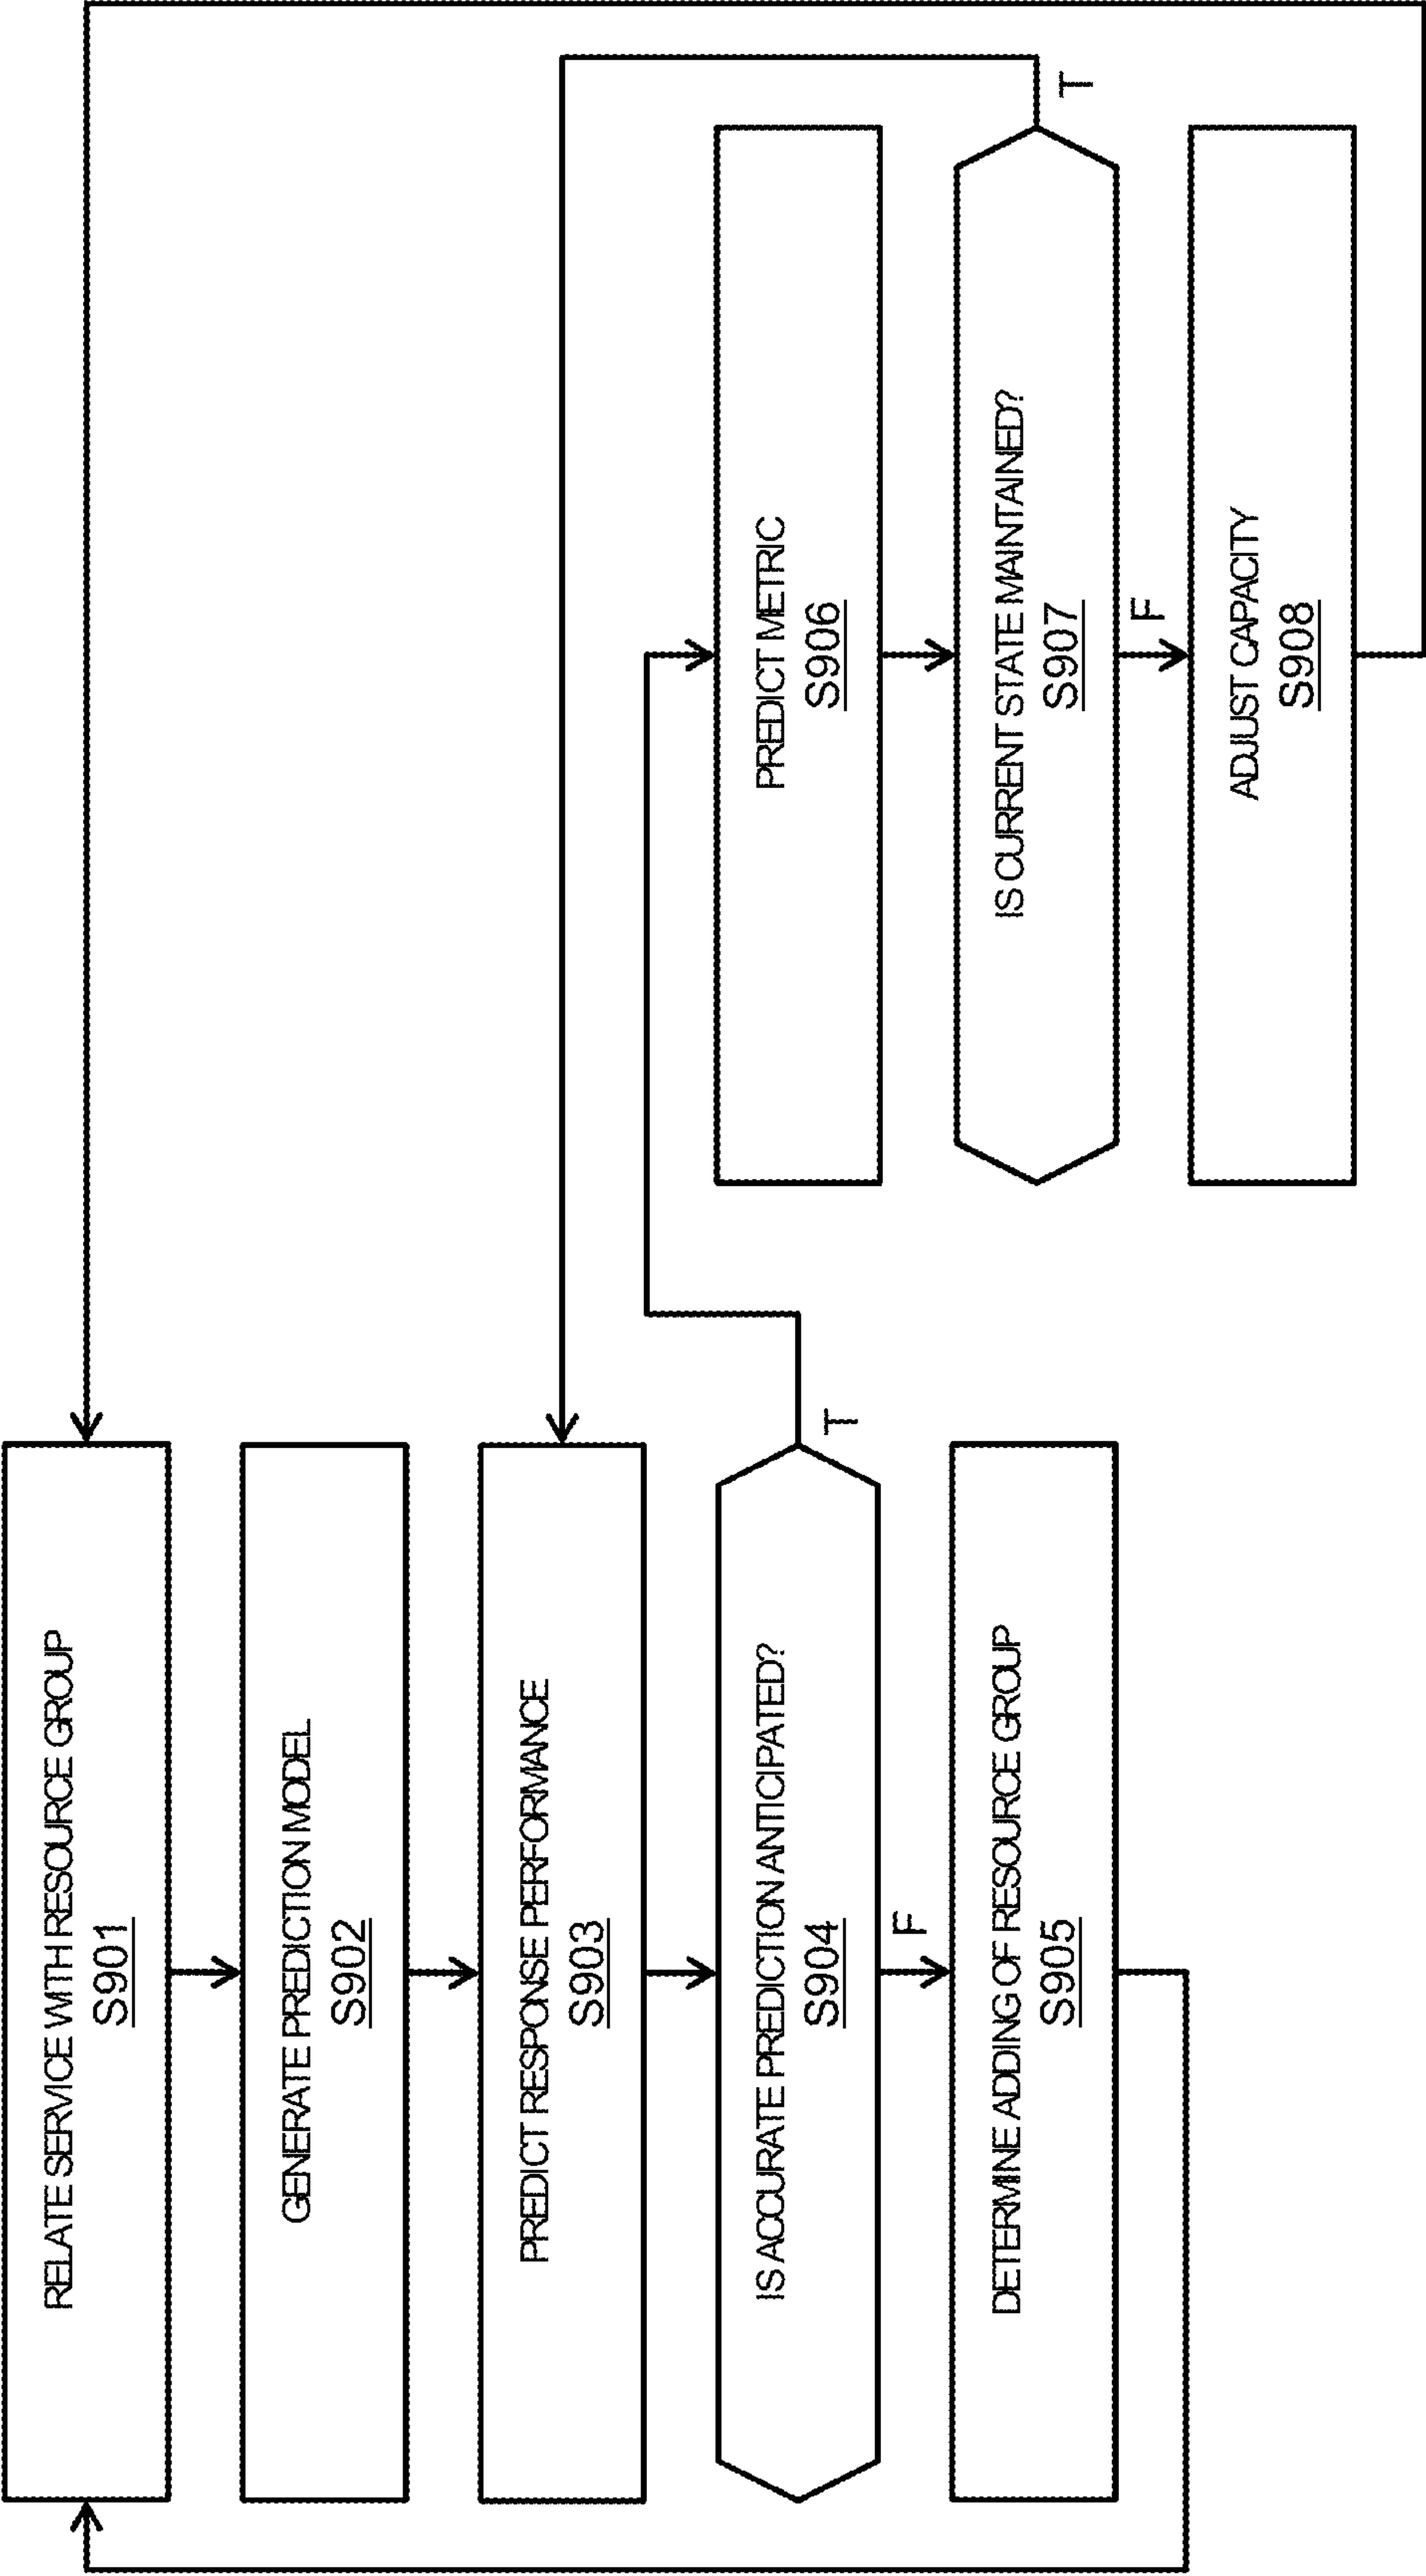 RELATE SERVICE WITH RESOURCE GROUP
S901
GENERATE PREDICTION MODEL
S902
PREDICT RESPONSE PERFORMANCE
S903
IS ACCURATE PREDICTION ANTICIPATED?
S904
T
F
DETERMINE ADDING OF RESOURCE GROUP
S905
PREDICT METRIC
S906
IS CURRENT STATE MAINTAINED?
S907
T
F
ADJUST CAPACITY
S908